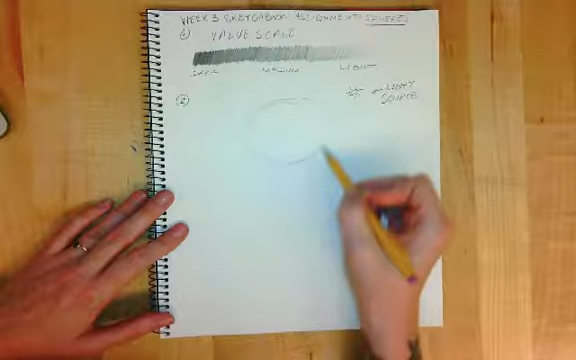 WEEK 3 SKETCHBOOK ASSIGNMENT: SPHERES
① VALUE SCALE
DARK MEDIUM LIGHT
② ← LIGHT
SOURCE